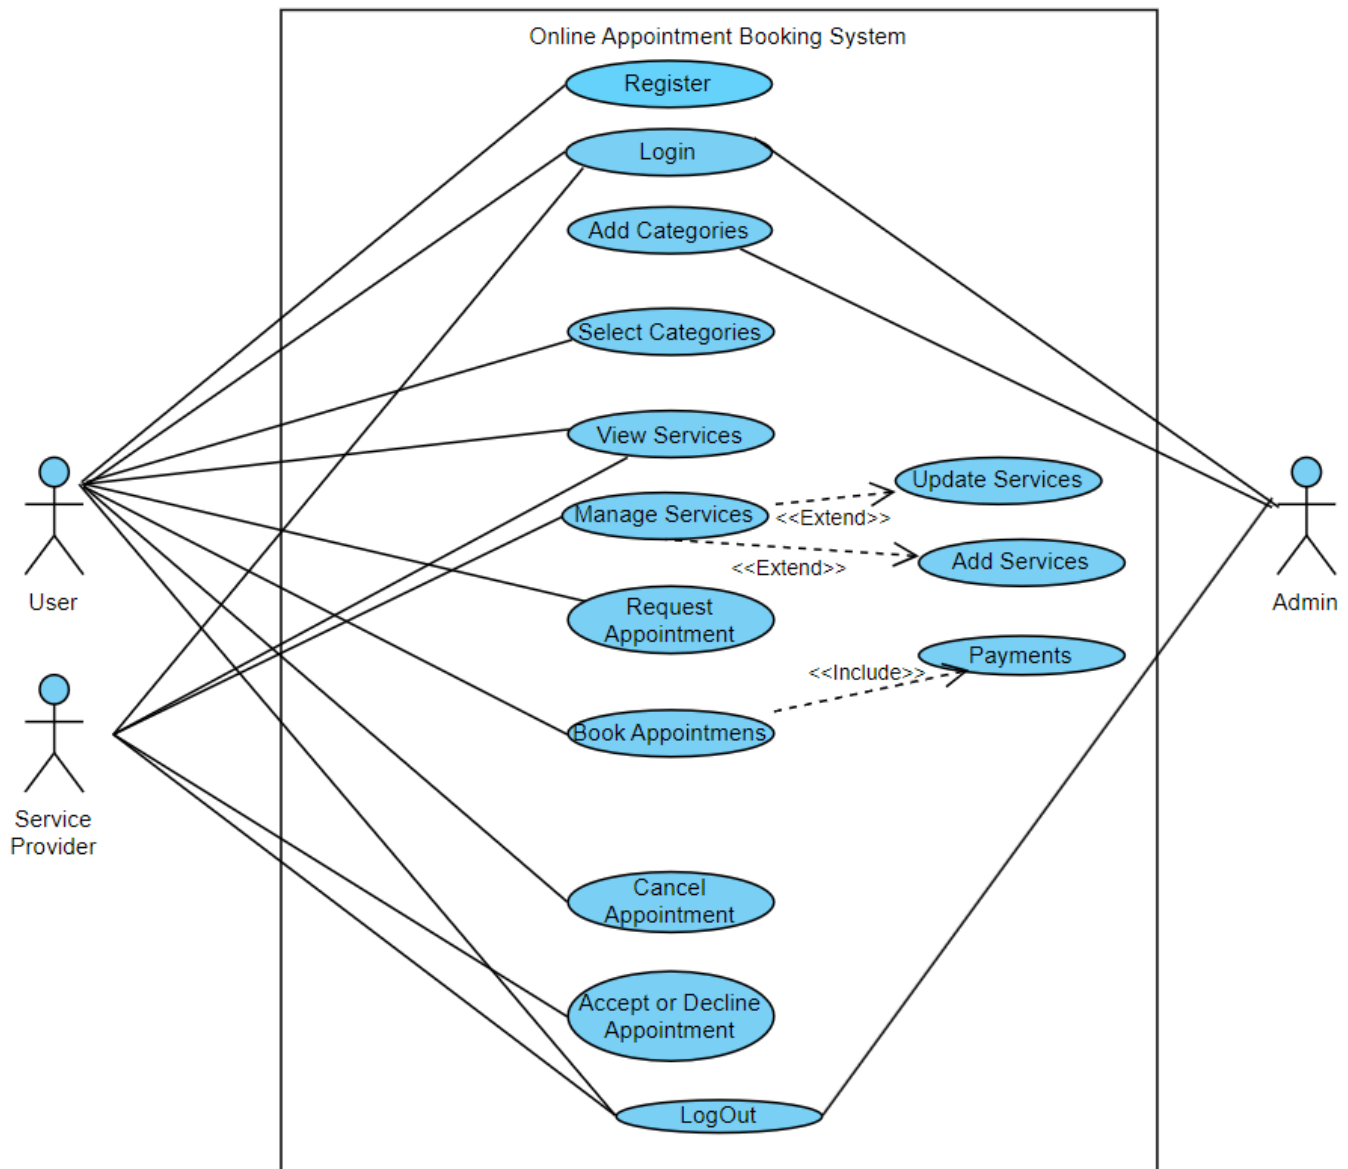 Online Appointment Booking System
Register
Login
Add Categories
Select Categories
View Services
Update Services
Manage Services
<<Extend>>
Add Services
<<Extend>>
User
Admin
Request
Appointment
Payments
<<Include>>
Book Appointmens
Service
Provider
Cancel
Appointment
Accept or Decline
Appointment
LogOut